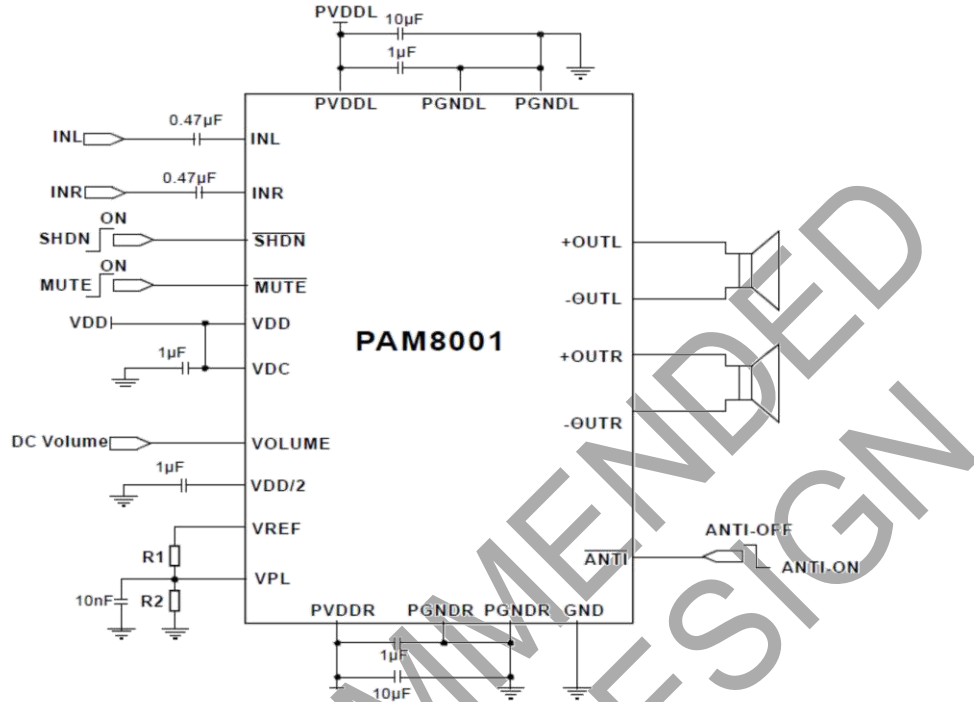 PVDDL
10µF
1µF
PVDDL PGNDL PGNDL
INL
0.47µF
INL
INR
0.47µF
INR
ON
SHDN
SHDN
ON
MUTE
MUTE
VDD
VDD
1µF
VDC
DC Volume
VOLUME
1µF
VDD/2
VREF
R1
VPL
10nF
R2
PAM8001
+OUTL
-OUTL
+OUTR
-OUTR
ANTI-OFF
ANTI
ANTI-ON
PVDDR PGNDR PGNDR GND
1µF
10µF
MMENDED
ESIGN